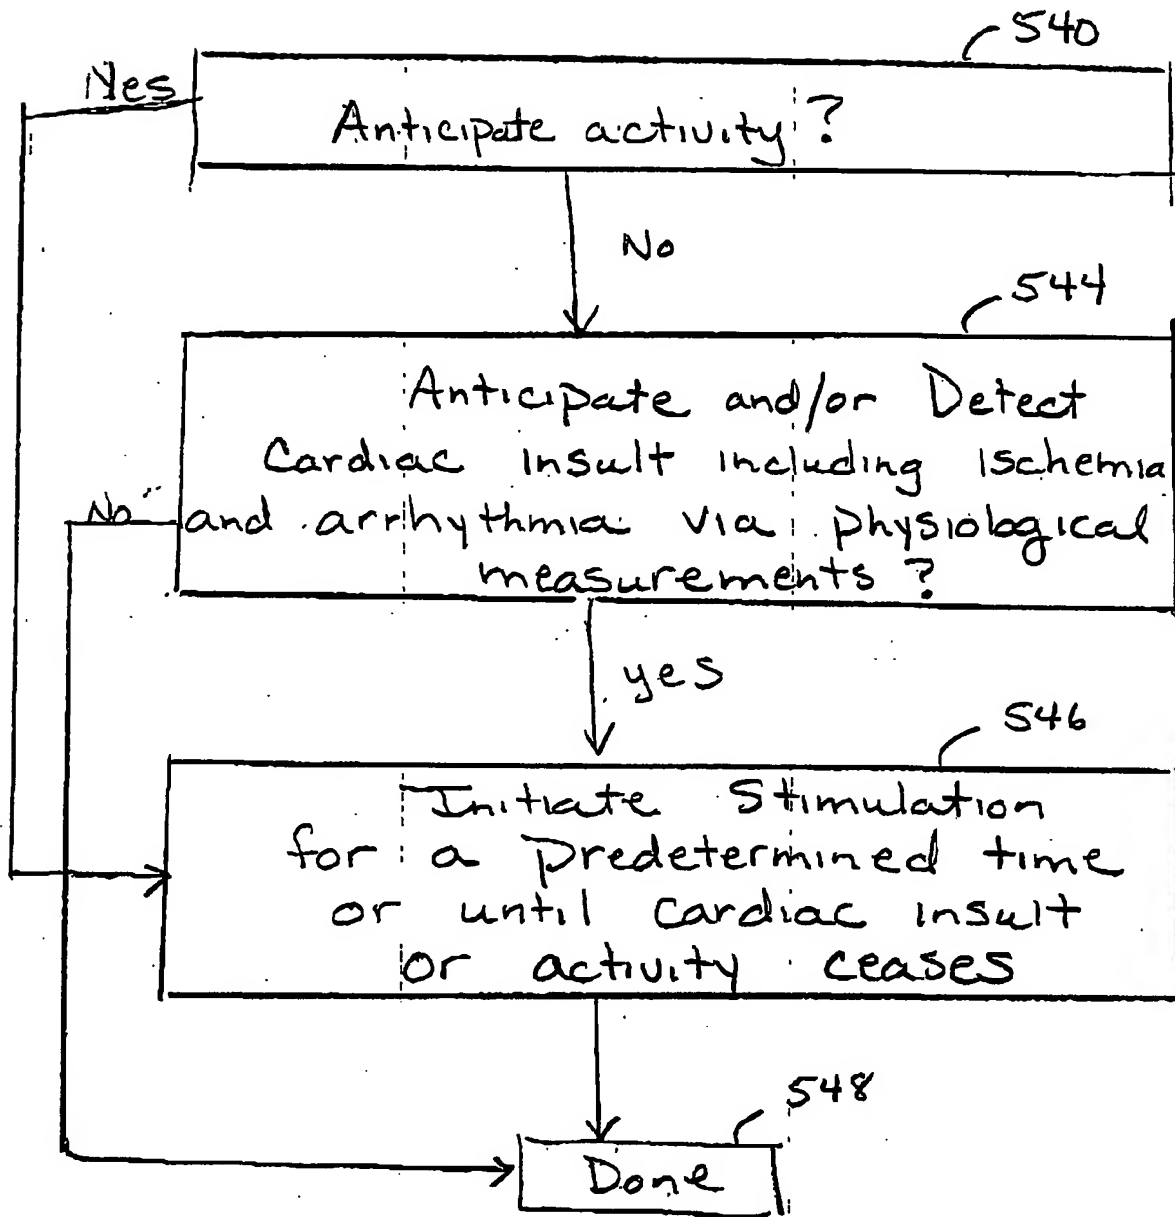 540
Yes
Anticipate activity?
No
544
Anticipate and/or Detect
Cardiac insult including ischemia
No
and arrhythmia via physiological
measurements?
yes
546
Initiate Stimulation
for a predetermined time
or until cardiac insult
or activity ceases
548
Done